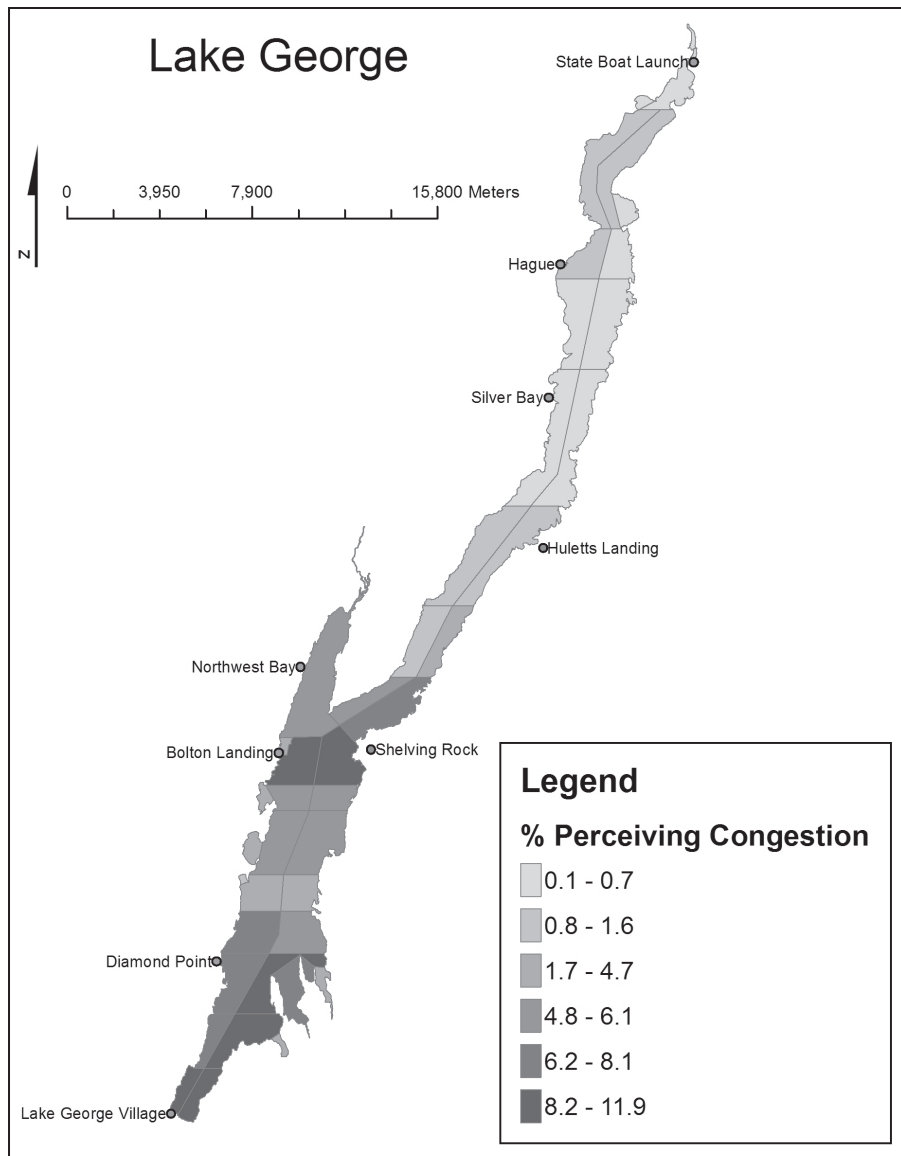 Lake George
State Boat Launch
0 3,950 7,900 15,800 Meters
N
Hague
Silver Bay
Huletts Landing
Northwest Bay
Bolton Landing
Shelving Rock
Diamond Point
Lake George Village
Legend
% Perceiving Congestion
0.1 - 0.7
0.8 - 1.6
1.7 - 4.7
4.8 - 6.1
6.2 - 8.1
8.2 - 11.9